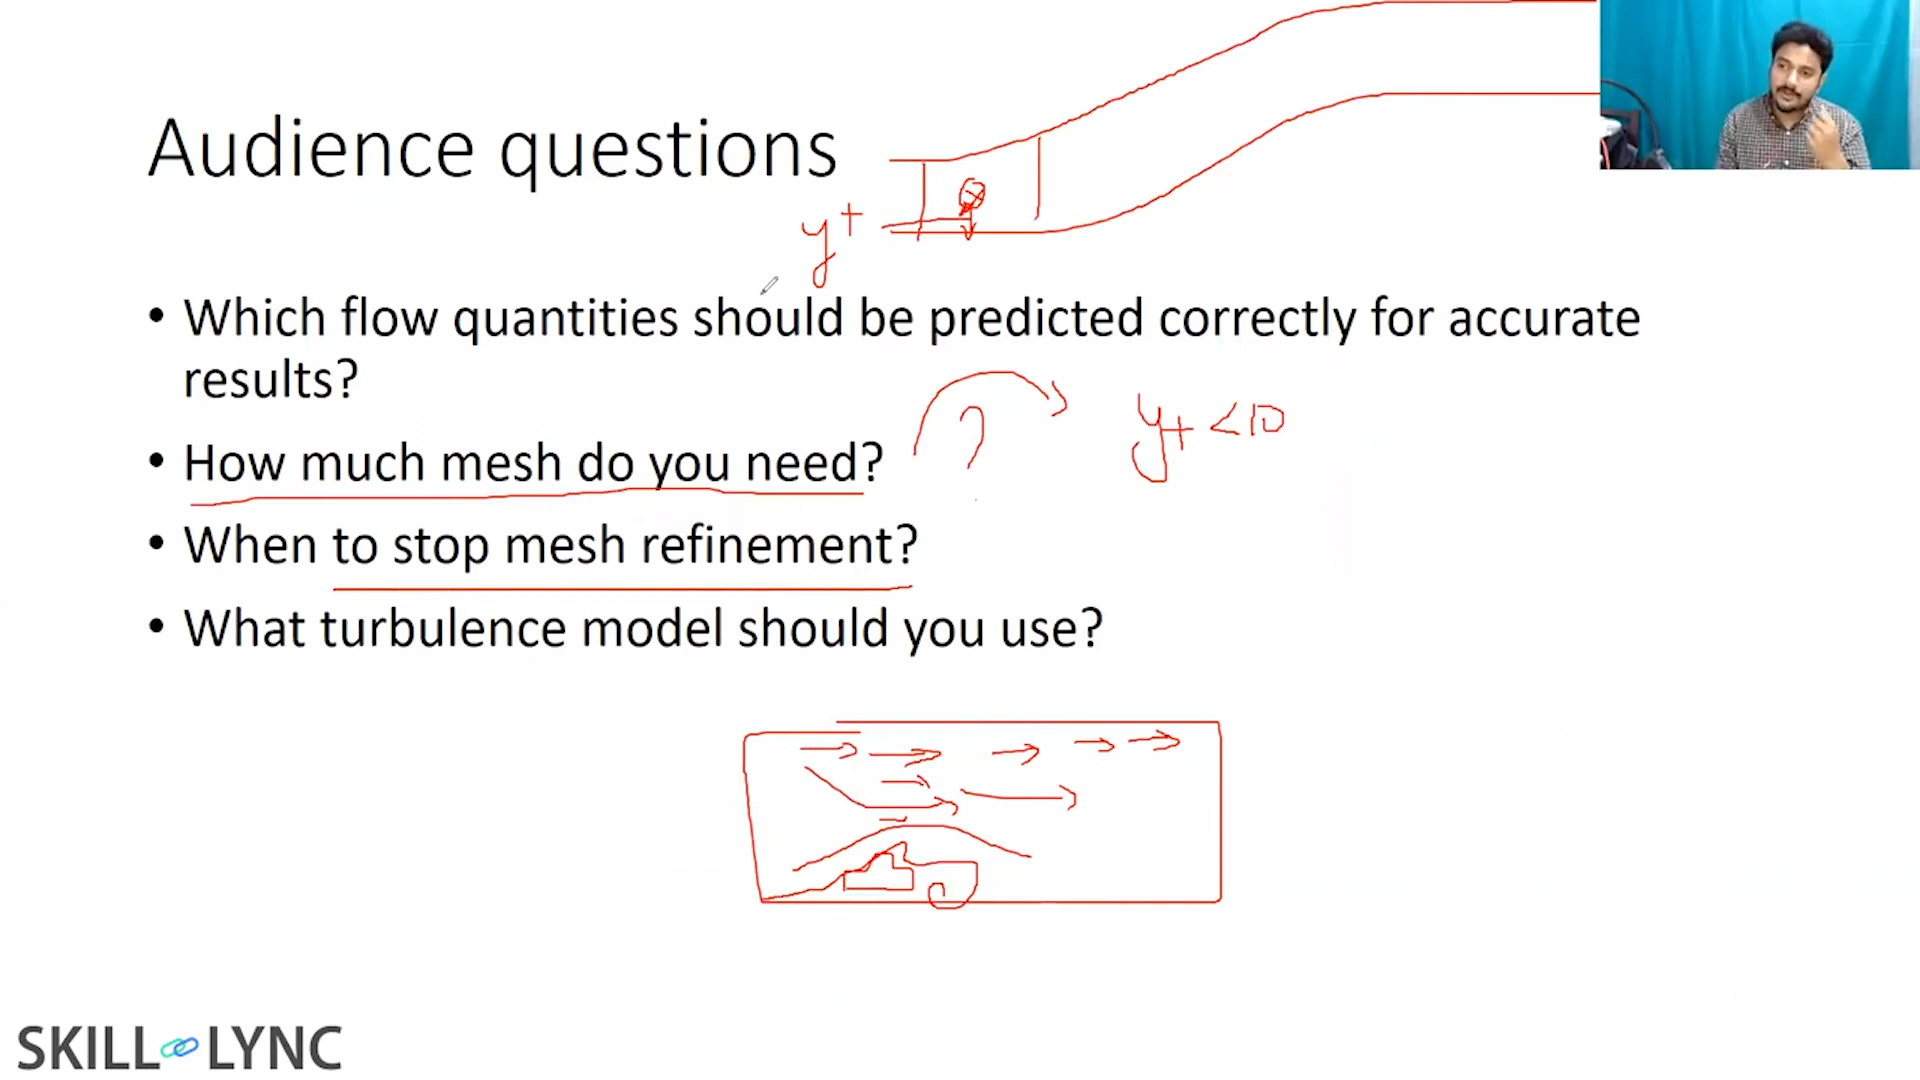 Audience questions
y+
• Which flow quantities should be predicted correctly for accurate
results?
• How much mesh do you need?
?
y+ <10
• When to stop mesh refinement?
• What turbulence model should you use?
SKILL LYNC